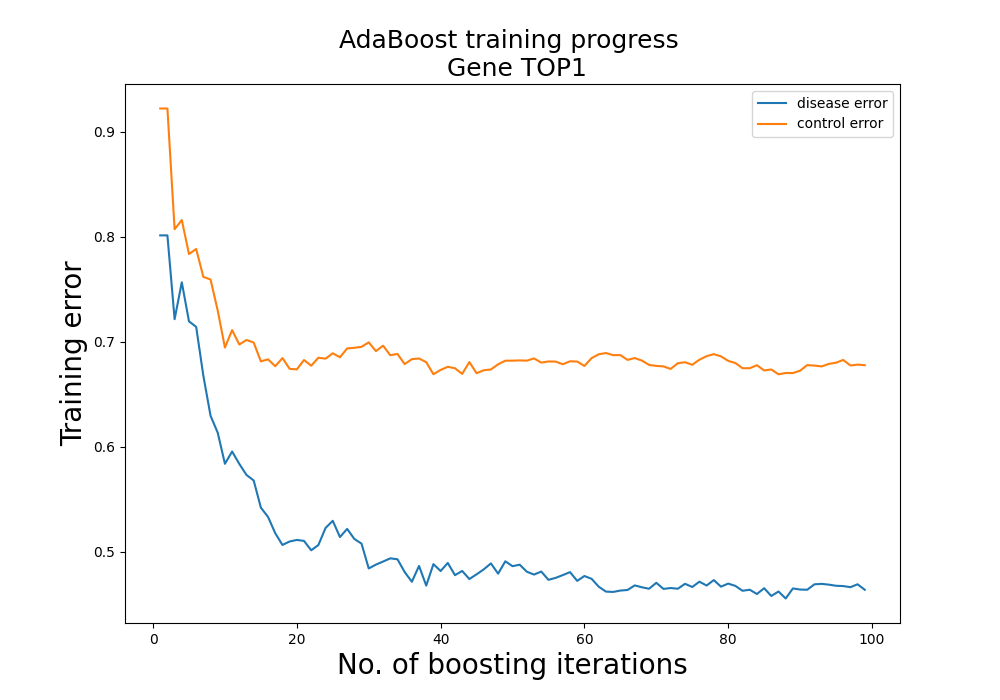 AdaBoost training progress
Gene TOP1
disease error
control error
Training error
0.9
0.8
0.7
0.6
0.5
0
20
40
60
80
100
No. of boosting iterations